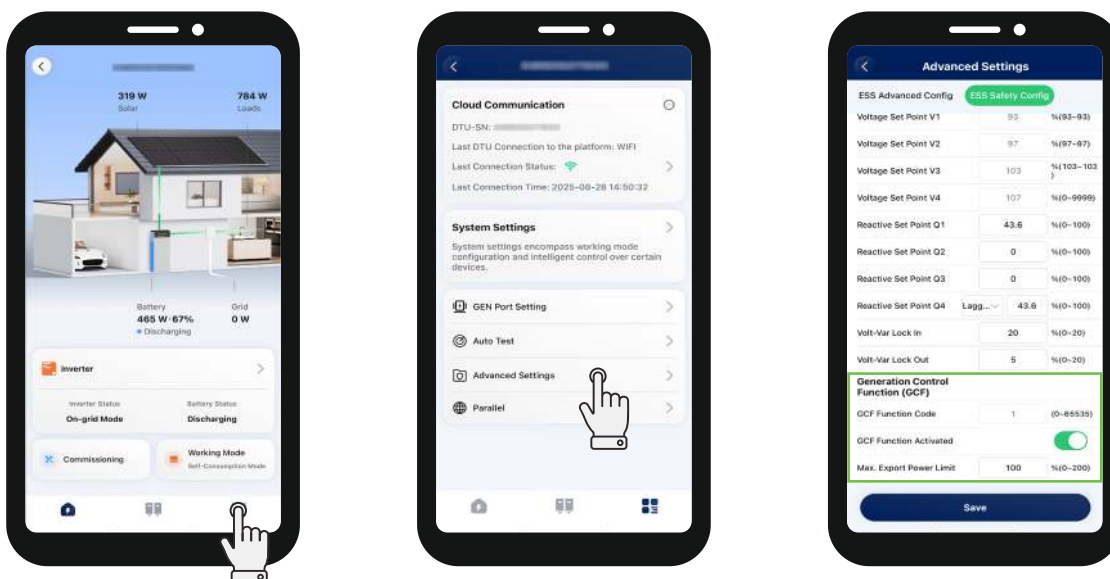 319 W
Solar
784 W
Loads
Battery
465 W·67%
Discharging
Grid
0 W
Inverter
Inverter Status
On-grid Mode
Battery Status
Discharging
Commissioning
Working Mode
Self-Consumption Mode
Cloud Communication
DTU-SN:
Last DTU Connection to the platform: WIFI
Last Connection Status:
Last Connection Time: 2025-08-28 14:50:32
System Settings
System settings encompass working mode
configuration and intelligent control over certain
devices.
GEN Port Setting
Auto Test
Advanced Settings
Parallel
Advanced Settings
ESS Advanced Config ESS Safety Config
Voltage Set Point V1 93 %(93~93)
Voltage Set Point V2 97 %(97~97)
Voltage Set Point V3 103 %(103~103
)
Voltage Set Point V4 107 %(0~9999)
Reactive Set Point Q1 43.6 %(0~100)
Reactive Set Point Q2 0 %(0~100)
Reactive Set Point Q3 0 %(0~100)
Reactive Set Point Q4 Lagg... 43.6 %(0~100)
Volt-Var Lock In 20 %(0~20)
Volt-Var Lock Out 5 %(0~20)
Generation Control
Function (GCF)
GCF Function Code 1 (0~65535)
GCF Function Activated
Max. Export Power Limit 100 %(0~200)
Save